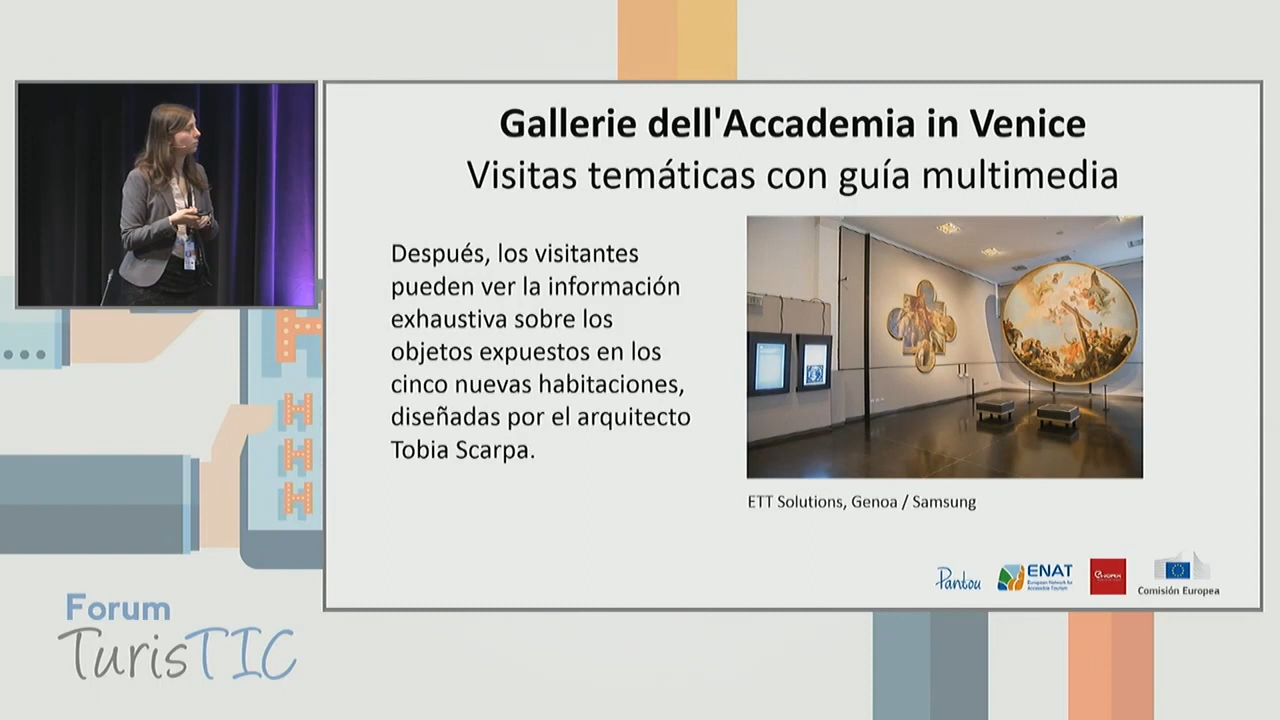 Gallerie dell'Accademia in Venice
Visitas temáticas con guía multimedia
Después, los visitantes
pueden ver la información
exhaustiva sobre los
objetos expuestos en los
cinco nuevas habitaciones,
diseñadas por el arquitecto
Tobia Scarpa.
ETT Solutions, Genoa / Samsung
Pantou
ENAT
European Network for
Accessible Tourism
Comisión Europea
Forum
TurisTIC